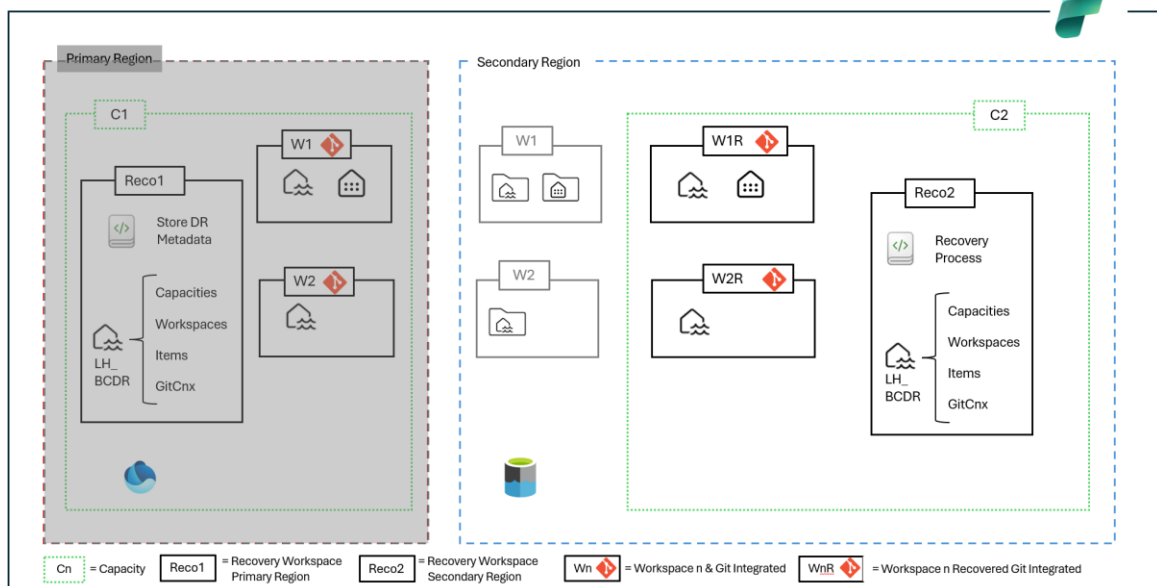 Primary Region
C1
Reco1
Store DR
Metadata
Capacities
Workspaces
Items
GitCnx
LH_
BCDR
W1
W2
Secondary Region
W1
W2
C2
W1R
W2R
Reco2
Recovery
Process
Capacities
Workspaces
Items
GitCnx
LH_
BCDR
Cn = Capacity
Reco1 = Recovery Workspace
Primary Region
Reco2 = Recovery Workspace
Secondary Region
Wn = Workspace n & Git Integrated
WnR = Workspace n Recovered Git Integrated